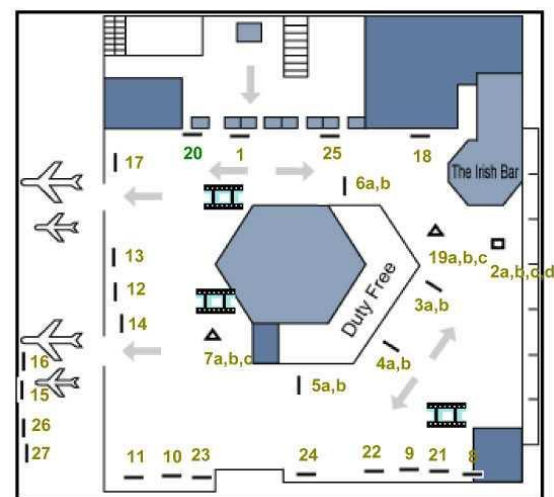 20
1
25
18
17
6a,b
The Irish Bar
19a,b,c
2a,b,c,d
13
12
14
3a,b
Duty Free
7a,b,c
4a,b
16
15
5a,b
26
27
11
10
23
24
22
9
21
8